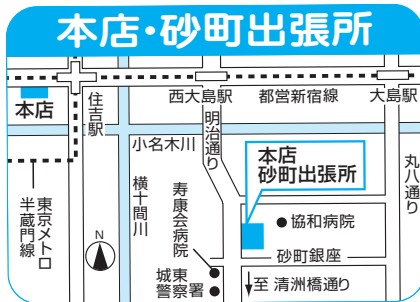 本店・砂町出張所
本店
住吉駅
西大島駅
都営新宿線
大島駅
明治通り
小名木川
丸八通り
本店
砂町出張所
東京メトロ
半蔵門線
横十間川
寿康会病院
協和病院
N
砂町銀座
城東
警察署
至 清洲橋通り